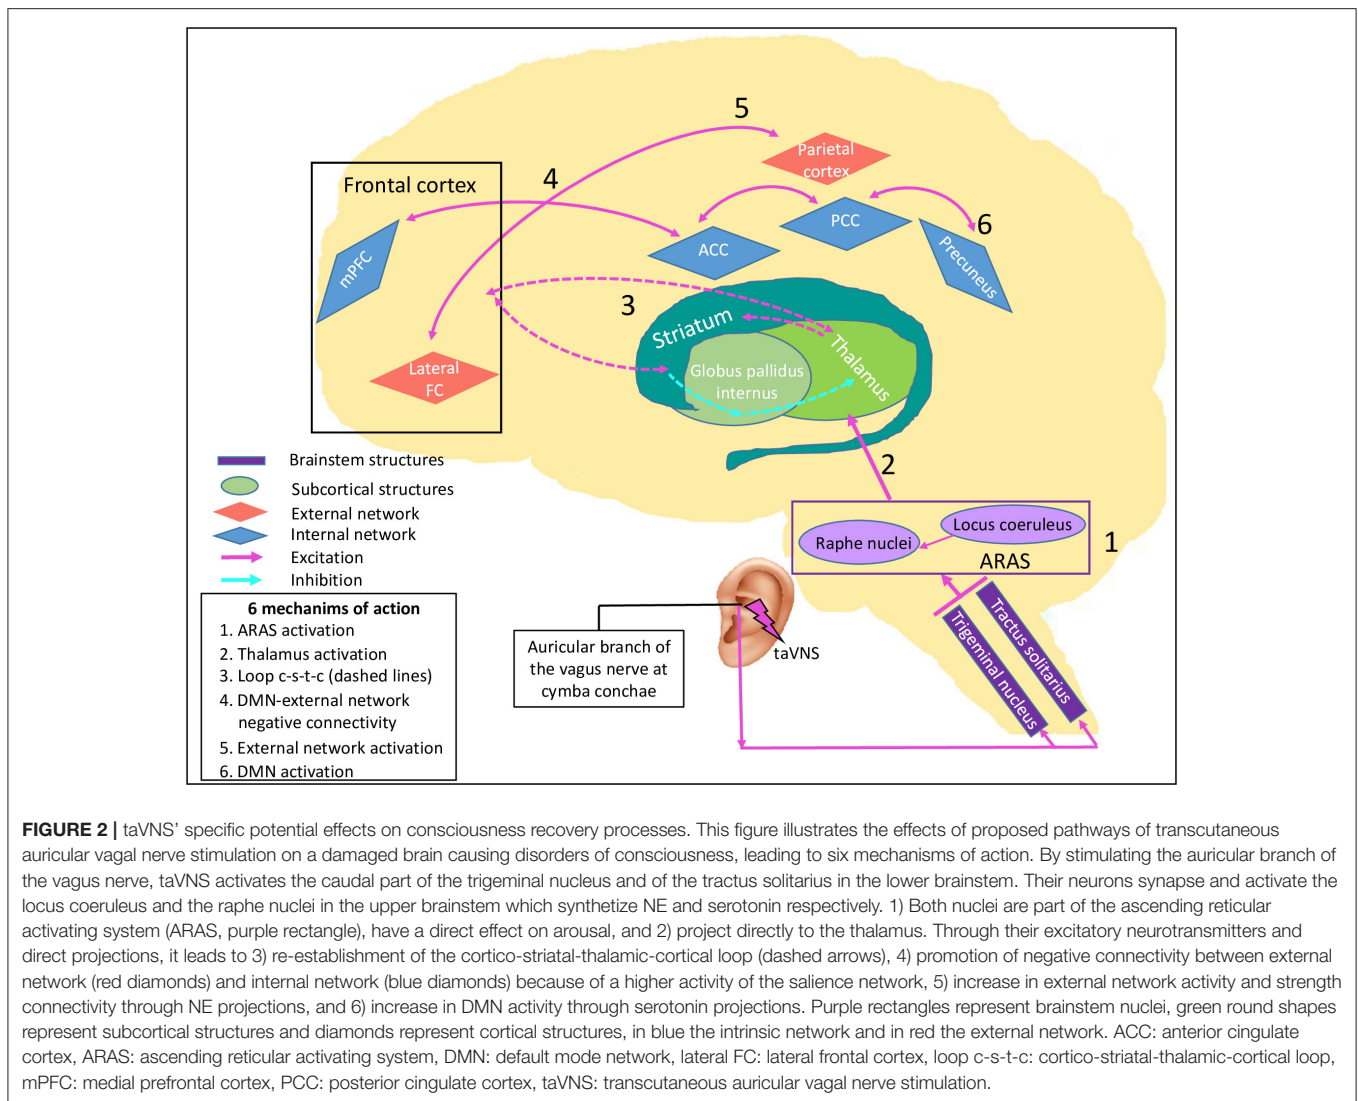 5
Parietal
cortex
4
Frontal cortex
PCC
6
mPFC
ACC
Precuneus
3
Striatum
Thalamus
Lateral
FC
Globus pallidus
internus
2
Brainstem structures
Subcortical structures
External network
Internal network
Excitation
Inhibition
Locus coeruleus
Raphe nuclei
1
ARAS
6 mechanims of action
1. ARAS activation
2. Thalamus activation
3. Loop c-s-t-c (dashed lines)
4. DMN-external network
negative connectivity
5. External network activation
6. DMN activation
Auricular branch of
the vagus nerve at
cymba conchae
taVNS
Trigeminal nucleus
Tractus solitarius
FIGURE 2 | taVNS' specific potential effects on consciousness recovery processes. This figure illustrates the effects of proposed pathways of transcutaneous
auricular vagal nerve stimulation on a damaged brain causing disorders of consciousness, leading to six mechanisms of action. By stimulating the auricular branch of
the vagus nerve, taVNS activates the caudal part of the trigeminal nucleus and of the tractus solitarius in the lower brainstem. Their neurons synapse and activate the
locus coeruleus and the raphe nuclei in the upper brainstem which synthetize NE and serotonin respectively. 1) Both nuclei are part of the ascending reticular
activating system (ARAS, purple rectangle), have a direct effect on arousal, and 2) project directly to the thalamus. Through their excitatory neurotransmitters and
direct projections, it leads to 3) re-establishment of the cortico-striatal-thalamic-cortical loop (dashed arrows), 4) promotion of negative connectivity between external
network (red diamonds) and internal network (blue diamonds) because of a higher activity of the salience network, 5) increase in external network activity and strength
connectivity through NE projections, and 6) increase in DMN activity through serotonin projections. Purple rectangles represent brainstem nuclei, green round shapes
represent subcortical structures and diamonds represent cortical structures, in blue the intrinsic network and in red the external network. ACC: anterior cingulate
cortex, ARAS: ascending reticular activating system, DMN: default mode network, lateral FC: lateral frontal cortex, loop c-s-t-c: cortico-striatal-thalamic-cortical loop,
mPFC: medial prefrontal cortex, PCC: posterior cingulate cortex, taVNS: transcutaneous auricular vagal nerve stimulation.